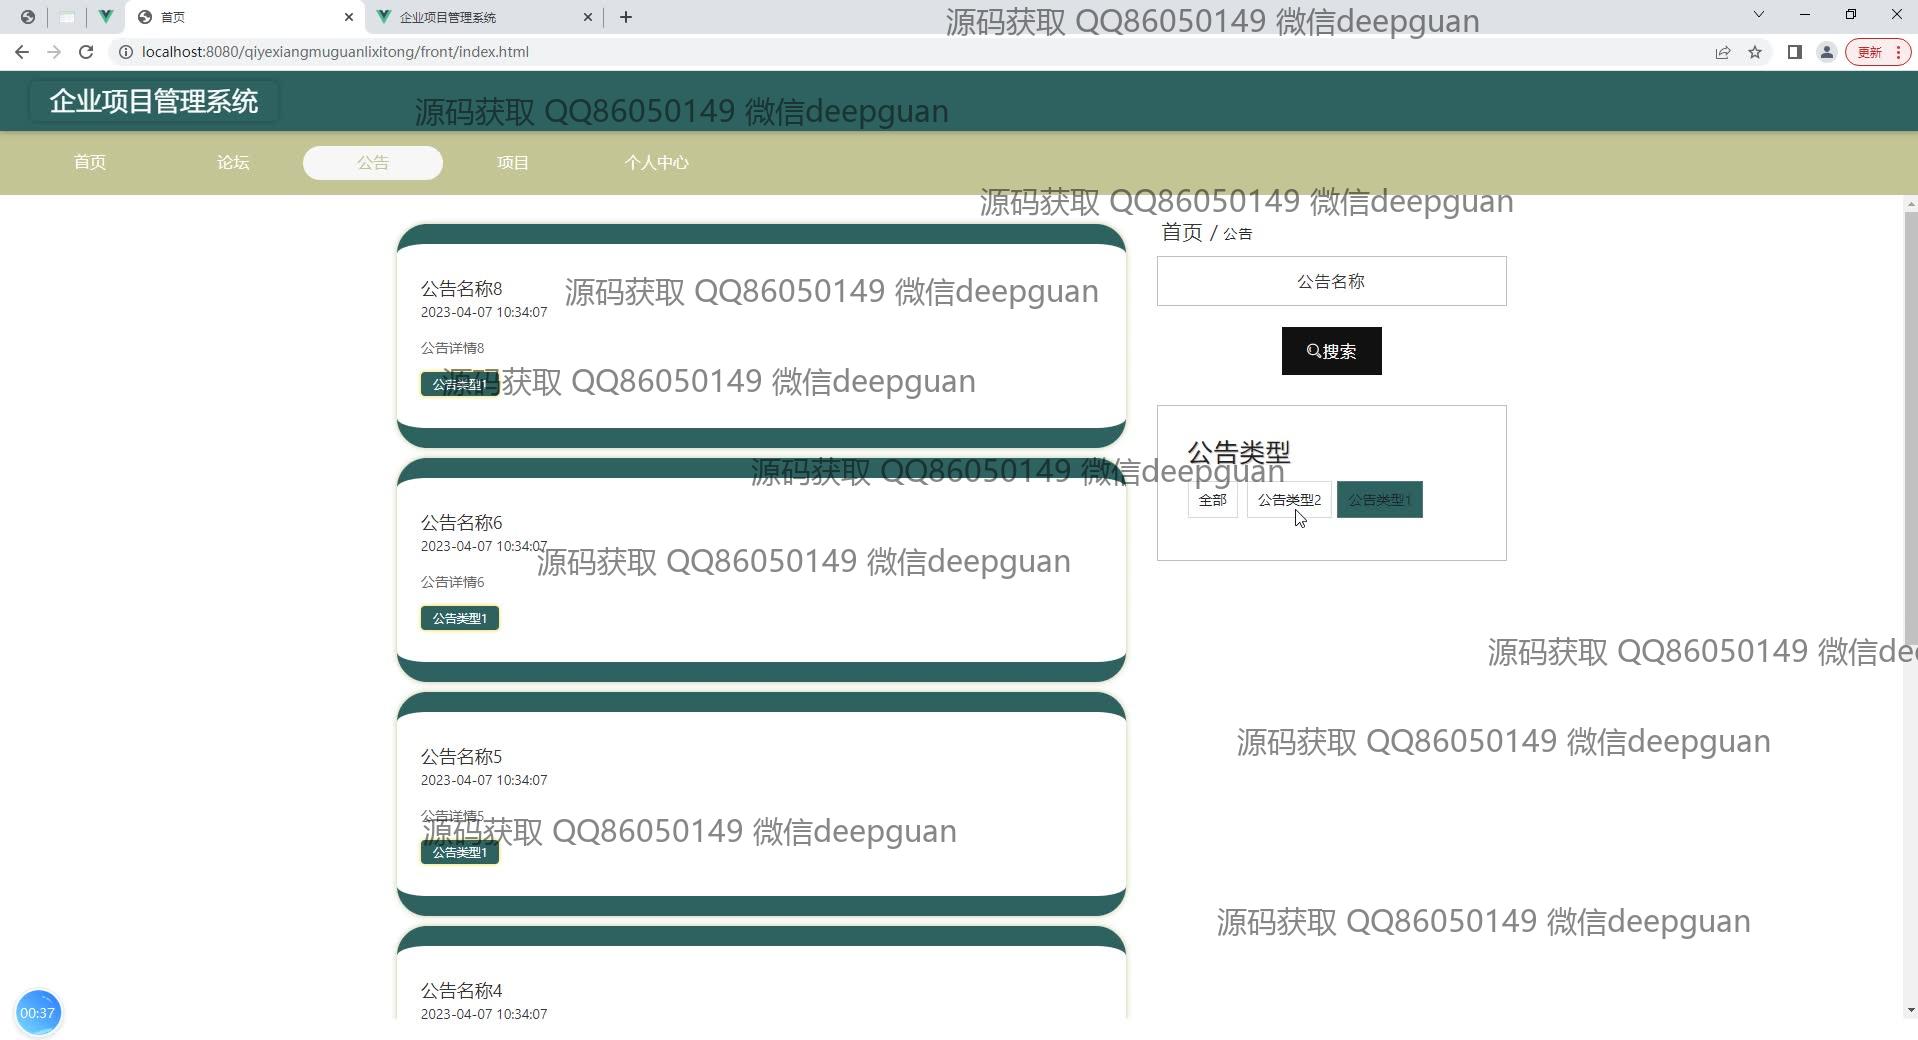 首页
企业项目管理系统
源码获取 QQ86050149 微信deepguan
localhost:8080/qiyexiangmuguanlixitong/front/index.html
更新
企业项目管理系统
源码获取 QQ86050149 微信deepguan
首页
论坛
公告
项目
个人中心
源码获取 QQ86050149 微信deepguan
首页 / 公告
公告名称
搜索
公告类型
全部
公告类型2
公告类型1
公告名称8
2023-04-07 10:34:07
源码获取 QQ86050149 微信deepguan
公告详情8
公告类型1
源码获取 QQ86050149 微信deepguan
源码获取 QQ86050149 微信deepguan
公告名称6
2023-04-07 10:34:07
源码获取 QQ86050149 微信deepguan
公告详情6
公告类型1
源码获取 QQ86050149 微信de
公告名称5
2023-04-07 10:34:07
源码获取 QQ86050149 微信deepguan
公告详情5
公告类型1
源码获取 QQ86050149 微信deepguan
源码获取 QQ86050149 微信deepguan
公告名称4
2023-04-07 10:34:07
00:37